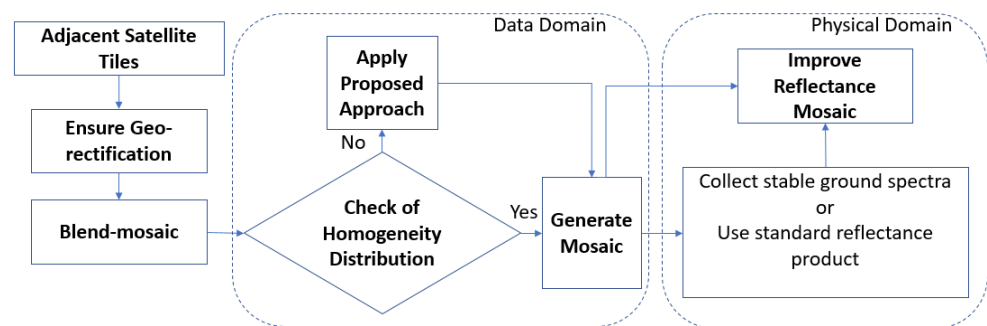 Adjacent Satellite
Tiles
Ensure Geo-
rectification
Blend-mosaic
Data Domain
Apply
Proposed
Approach
No
Check of
Homogeneity
Distribution
Yes
Generate
Mosaic
Physical Domain
Improve
Reflectance
Mosaic
Collect stable ground spectra
or
Use standard reflectance
product